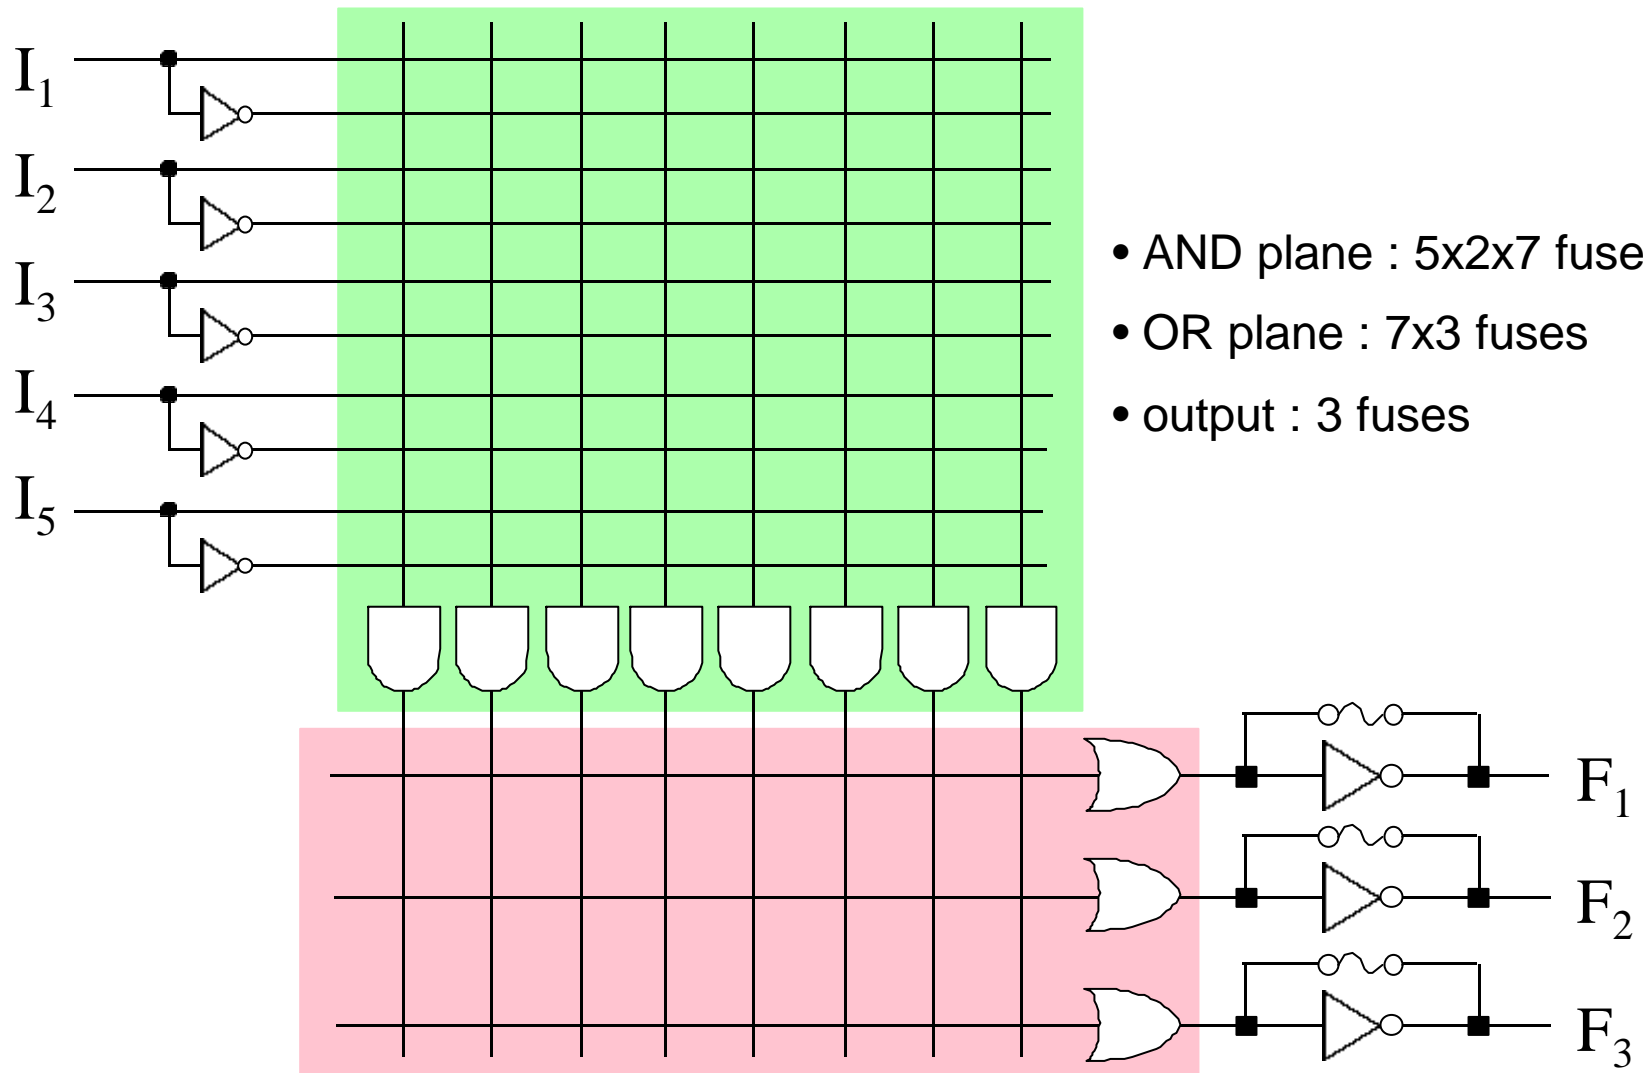 I₁
I₂
I₃
I₄
I₅
• AND plane : 5x2x7 fuse
• OR plane : 7x3 fuses
• output : 3 fuses
F₁
F₂
F₃